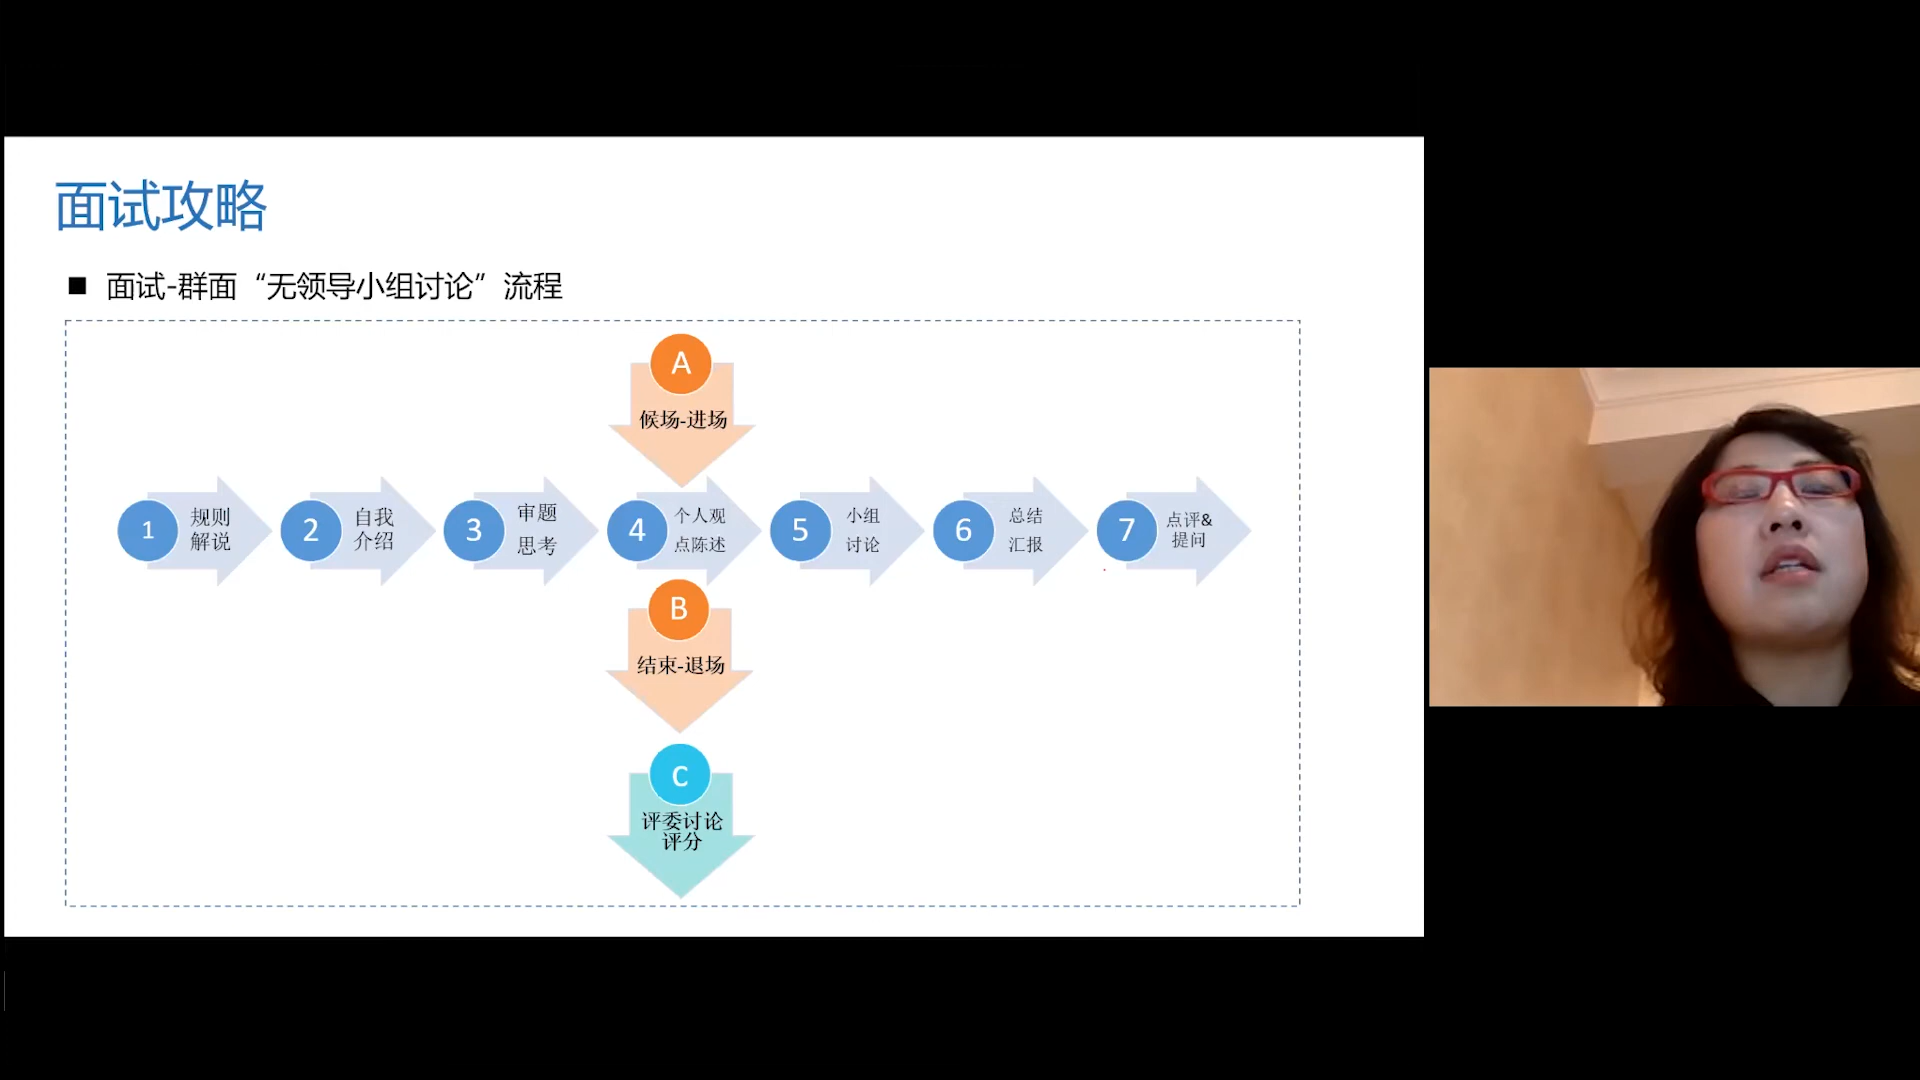 面试攻略
■ 面试-群面“无领导小组讨论”流程
A
候场-进场
1
规则
解说
2
自我
介绍
3
审题
思考
4
个人观
点陈述
5
小组
讨论
6
总结
汇报
7
点评&
提问
B
结束-退场
C
评委讨论
评分